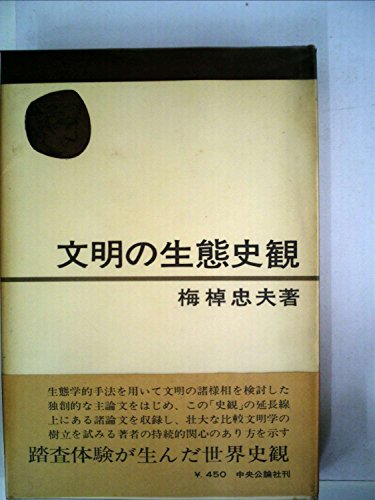 文明の生態史観
梅棹忠夫著
生態学的手法を用いて文明の諸様相を検討した
独創的な主論文をはじめ、この「史観」の延長線
上にある諸論文を収録し、壮大な比較文明学の
樹立を試みる著者の持続的関心のあり方を示す
踏査体験が生んだ世界史観
¥. 450 中央公論社刊